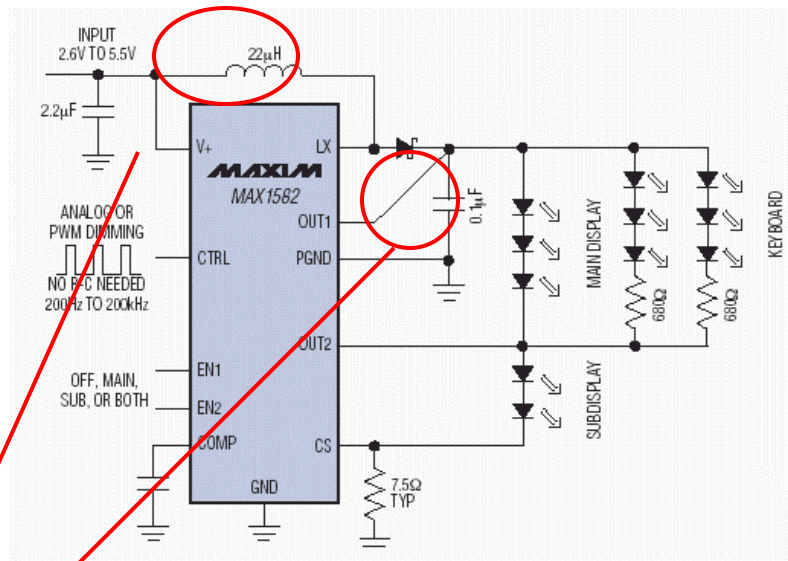 INPUT
2.6V TO 5.5V
22μH
2.2μF
V+
LX
MAXIM
MAX1582
OUT1
0.1μF
ANALOG OR
PWM DIMMING
CTRL
PGND
NO R-C NEEDED
200Hz TO 200kHz
MAIN DISPLAY
KEYBOARD
680Ω
680Ω
OUT2
EN1
OFF, MAIN,
SUB, OR BOTH
EN2
SUBDISPLAY
COMP
CS
GND
7.5Ω
TYP